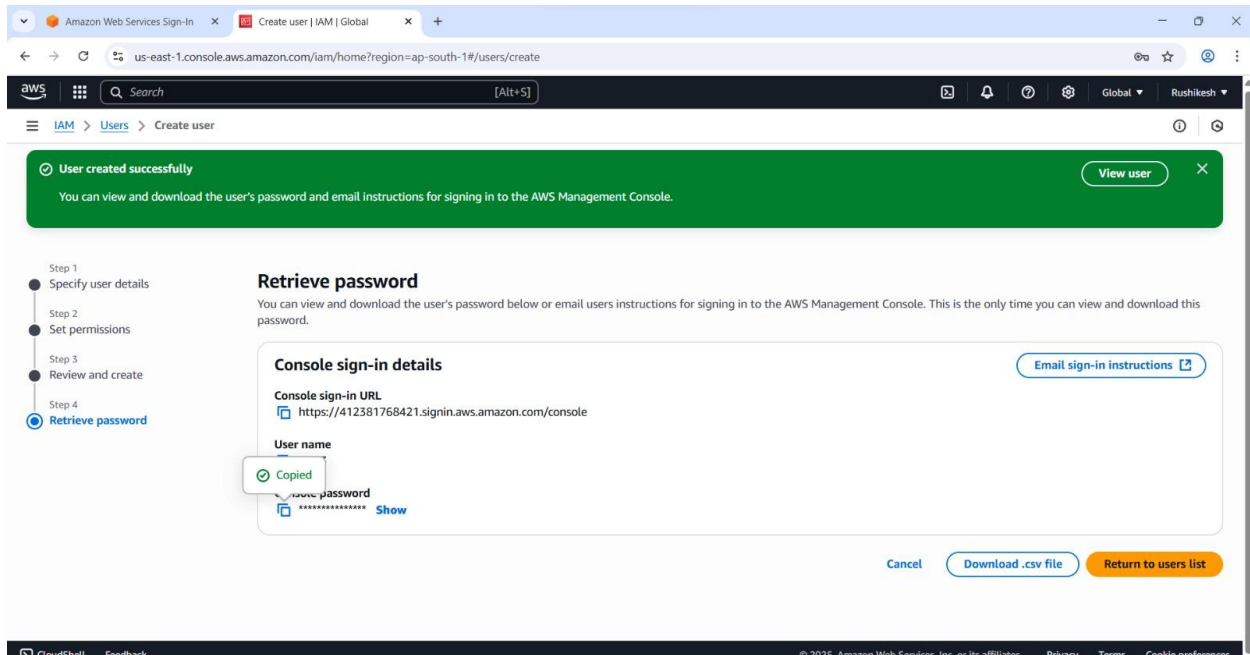 Amazon Web Services Sign-In
Create user | IAM | Global
us-east-1.console.aws.amazon.com/iam/home?region=ap-south-1#/users/create
aws
Search
[Alt+S]
Global
Rushikesh
IAM > Users > Create user
User created successfully
View user
You can view and download the user's password and email instructions for signing in to the AWS Management Console.
Step 1
Specify user details
Step 2
Set permissions
Step 3
Review and create
Step 4
Retrieve password
Retrieve password
You can view and download the user's password below or email users instructions for signing in to the AWS Management Console. This is the only time you can view and download this
password.
Console sign-in details
Email sign-in instructions
Console sign-in URL
https://412381768421.signin.aws.amazon.com/console
User name
Copied
Console password
*************** Show
Cancel
Download .csv file
Return to users list
CloudShell Feedback
© 2025, Amazon Web Services, Inc. or its affiliates. Privacy Terms Cookie preferences